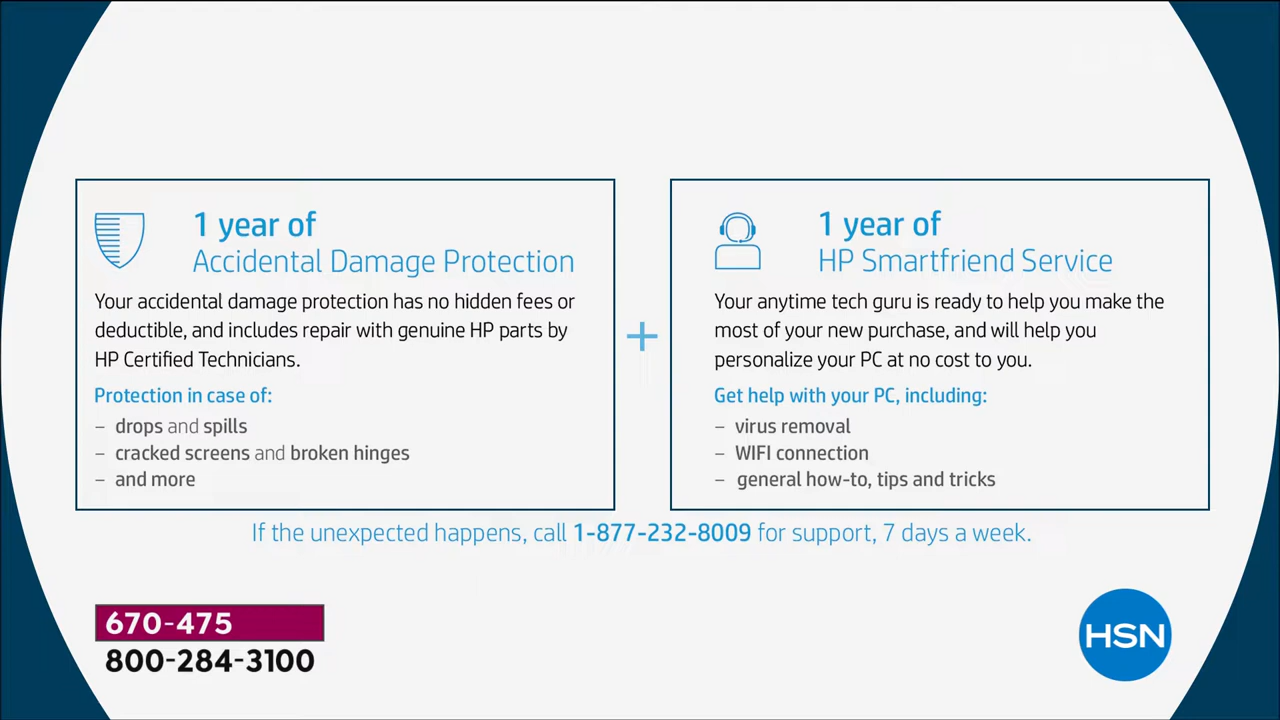 1 year of
Accidental Damage Protection
Your accidental damage protection has no hidden fees or
deductible, and includes repair with genuine HP parts by
HP Certified Technicians.
Protection in case of:
– drops and spills
– cracked screens and broken hinges
– and more
+
1 year of
HP Smartfriend Service
Your anytime tech guru is ready to help you make the
most of your new purchase, and will help you
personalize your PC at no cost to you.
Get help with your PC, including:
– virus removal
– WIFI connection
– general how-to, tips and tricks
If the unexpected happens, call 1-877-232-8009 for support, 7 days a week.
670-475
800-284-3100
HSN